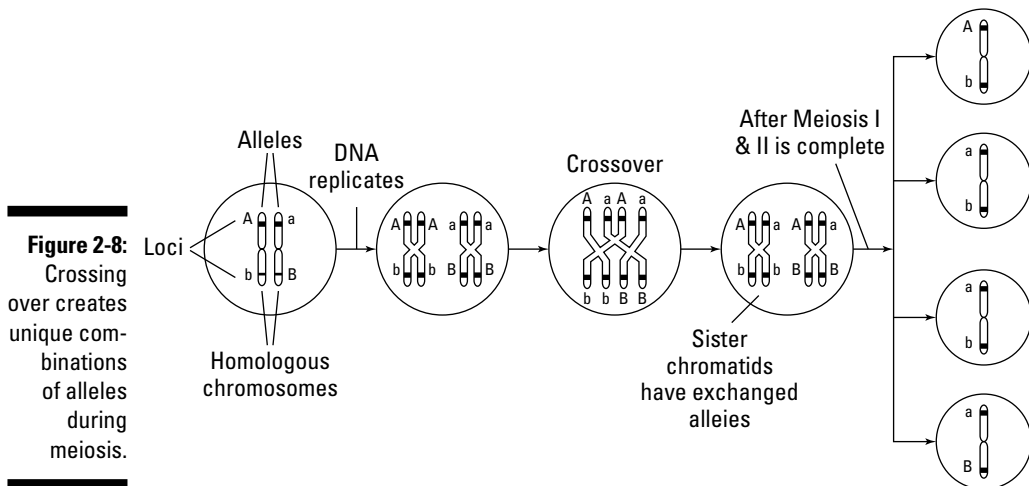 Figure 2-8:
Crossing
over creates
unique com-
binations
of alleles
during
meiosis.
Alleles
Loci
A a
b B
Homologous
chromosomes
DNA
replicates
A A a a
b b B B
Crossover
A a A a
b b B B
A a A a
b b B B
Sister
chromatids
have exchanged
alleies
After Meiosis I
& II is complete
A
b
a
b
a
b
a
B